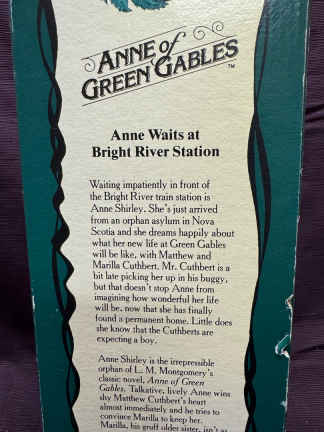 ANNE of
GREEN GABLES™
Anne Waits at
Bright River Station
Waiting impatiently in front of
the Bright River train station is
Anne Shirley. She's just arrived
from an orphan asylum in Nova
Scotia and she dreams happily about
what her new life at Green Gables
will be like, with Matthew and
Marilla Cuthbert. Mr. Cuthbert is a
bit late picking her up in his buggy,
but that doesn't stop Anne from
imagining how wonderful her life
will be, now that she has finally
found a permanent home. Little does
she know that the Cuthberts are
expecting a boy.
Anne Shirley is the irrepressible
orphan of L. M. Montgomery's
classic novel, Anne of Green
Gables. Talkative, lively Anne wins
shy Matthew Cuthbert's heart
almost immediately and he tries to
convince Marilla to keep her.
Marilla, his gruff older sister, isn't as